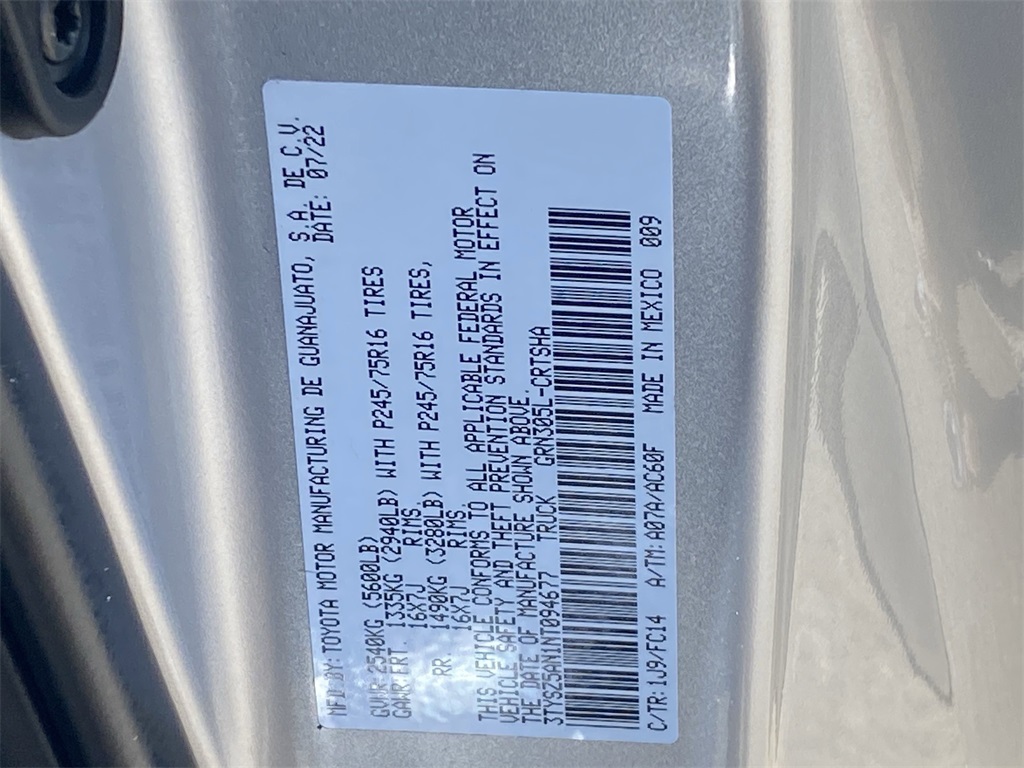 MFD BY: TOYOTA MOTOR MANUFACTURING DE GUANAJUATO, S.A. DE C.V.
DATE: 07/22
GVWR: 2540KG (5600LB)
GAWR: FRT. 1335KG (2940LB) WITH P245/75R16 TIRES
16X7J RIMS,
RR. 1490KG (3280LB) WITH P245/75R16 TIRES,
16X7J RIMS.
THIS VEHICLE CONFORMS TO ALL APPLICABLE FEDERAL MOTOR
VEHICLE SAFETY AND THEFT PREVENTION STANDARDS IN EFFECT ON
THE DATE OF MANUFACTURE SHOWN ABOVE.
3TYSZ5AN1NT094677 TRUCK GRN305L-CRTSHA
C/TR: 1J9/FC14 A/TM: A07A/AC60F MADE IN MEXICO 009